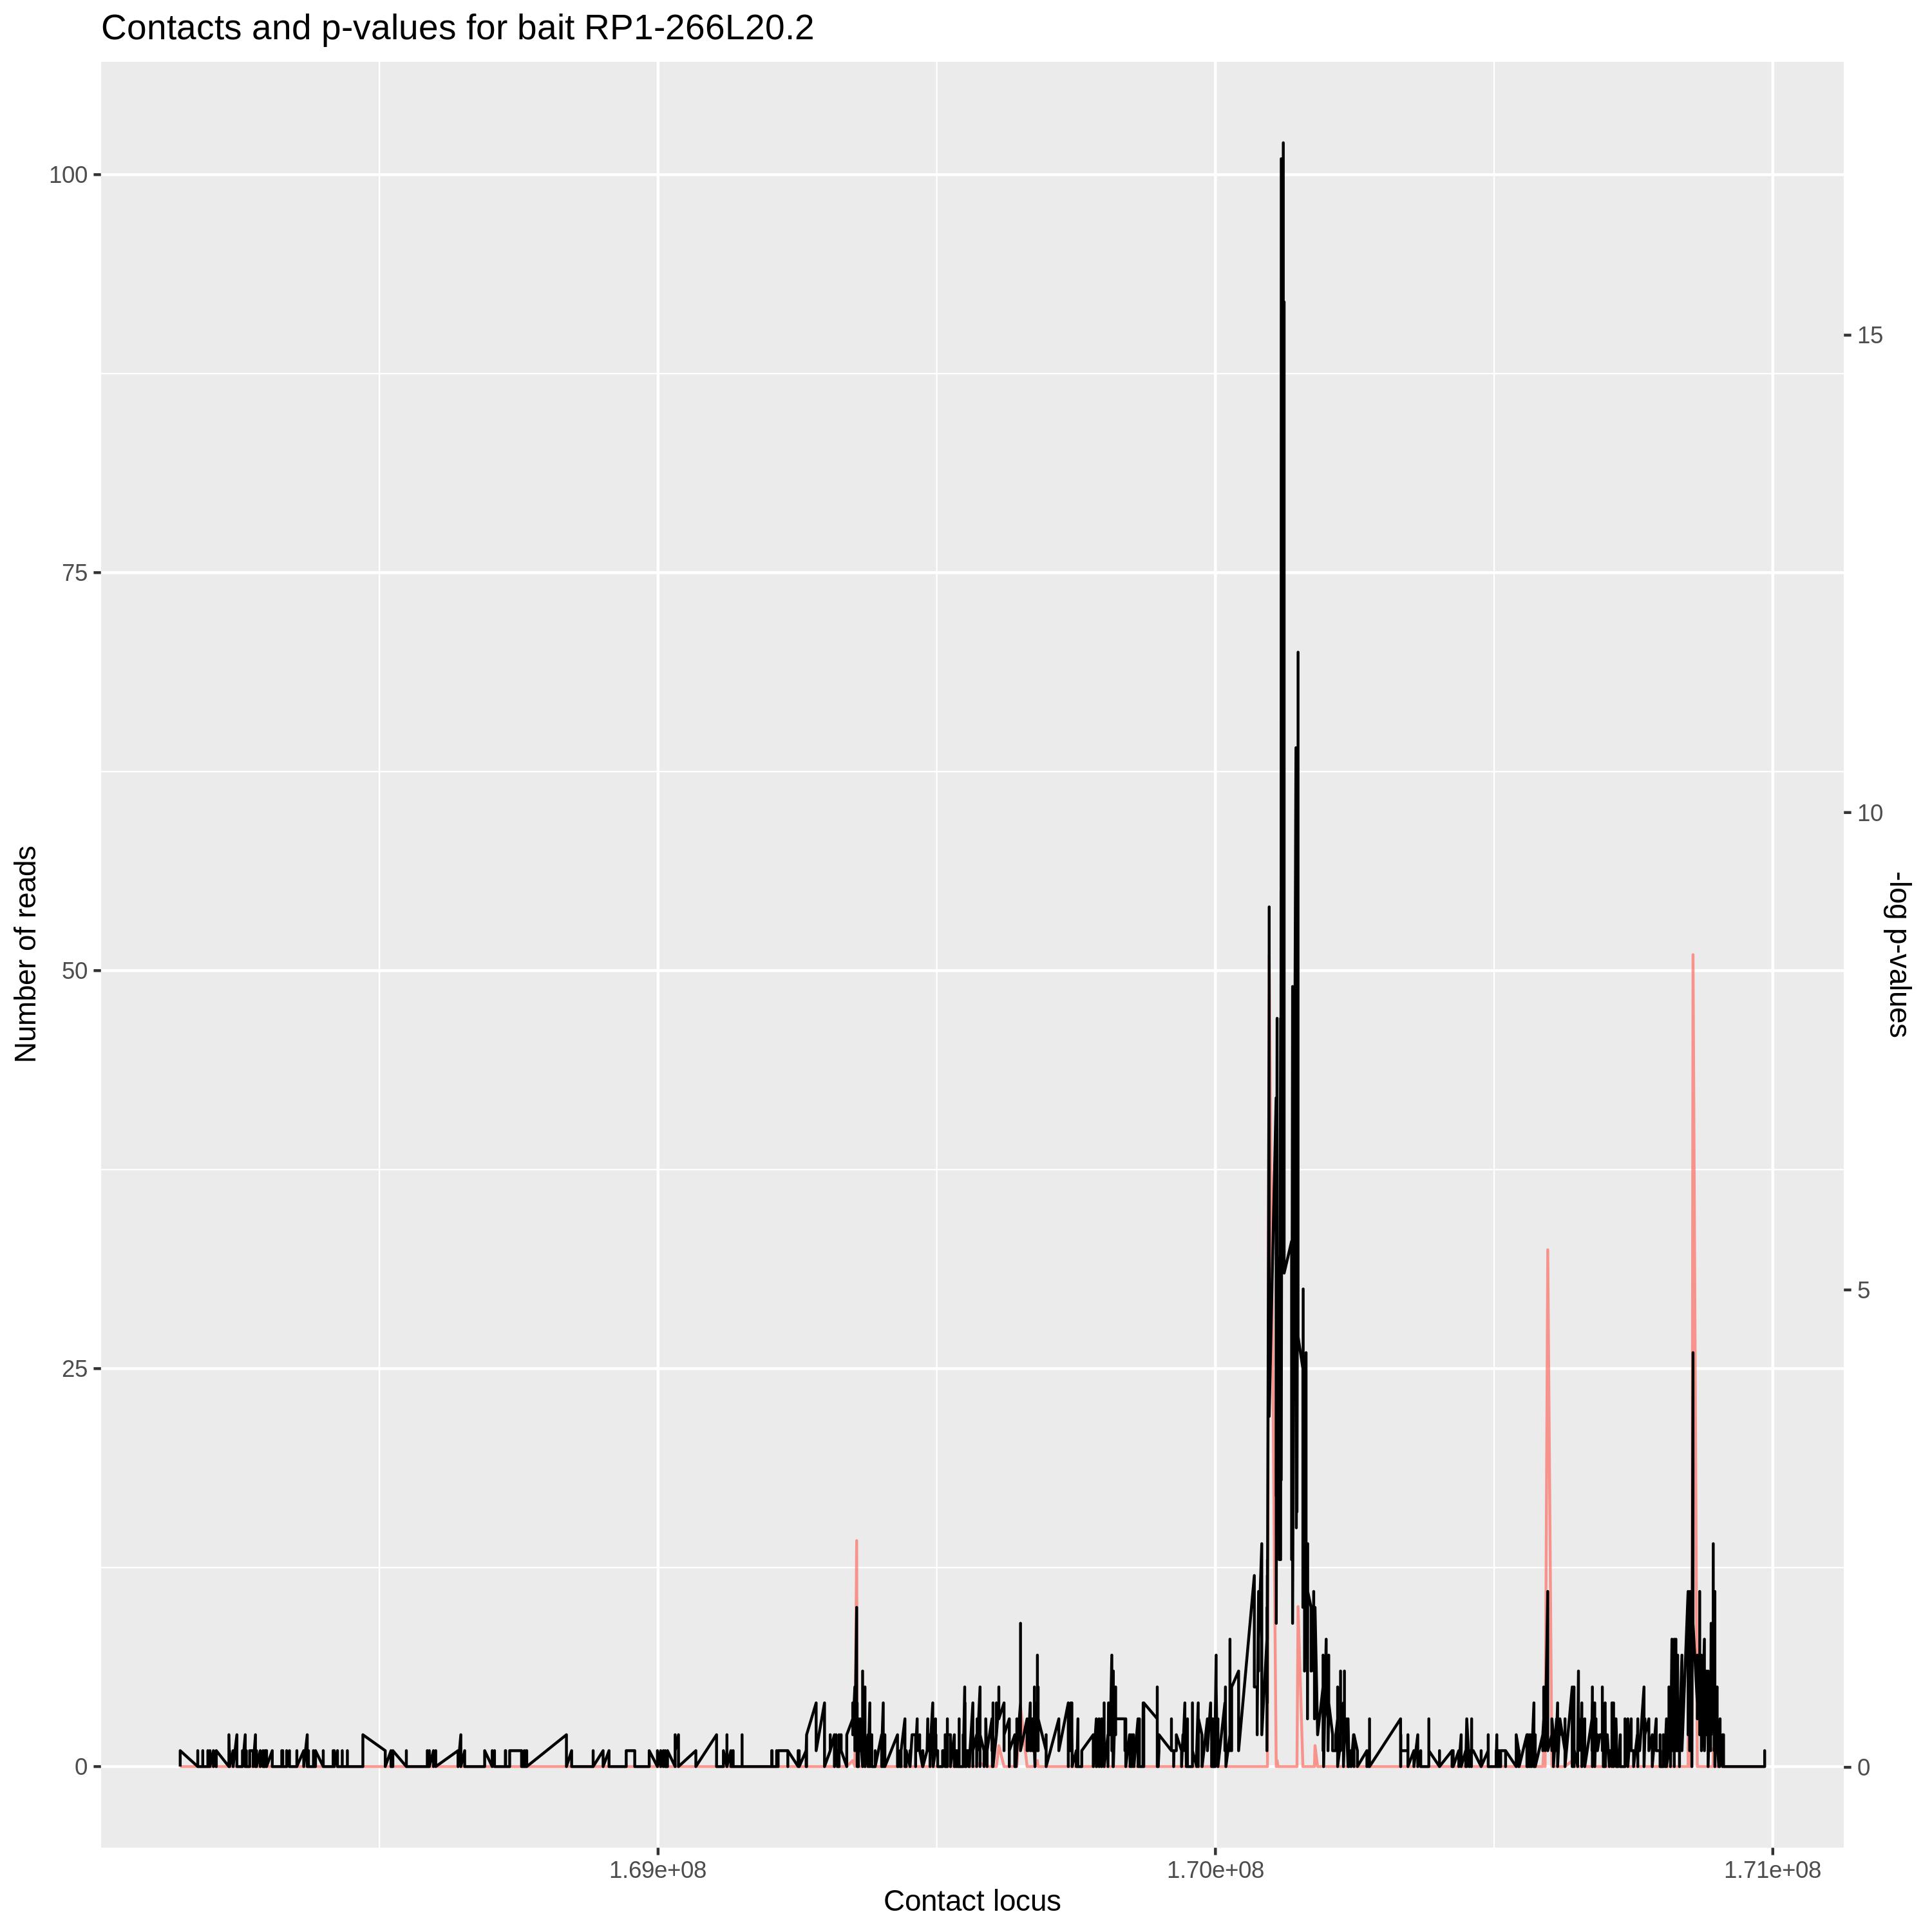 Contacts and p-values for bait RP1-266L20.2
100
75
50
25
0
Number of reads
15
10
5
0
-log p-values
1.69e+08
1.70e+08
1.71e+08
Contact locus